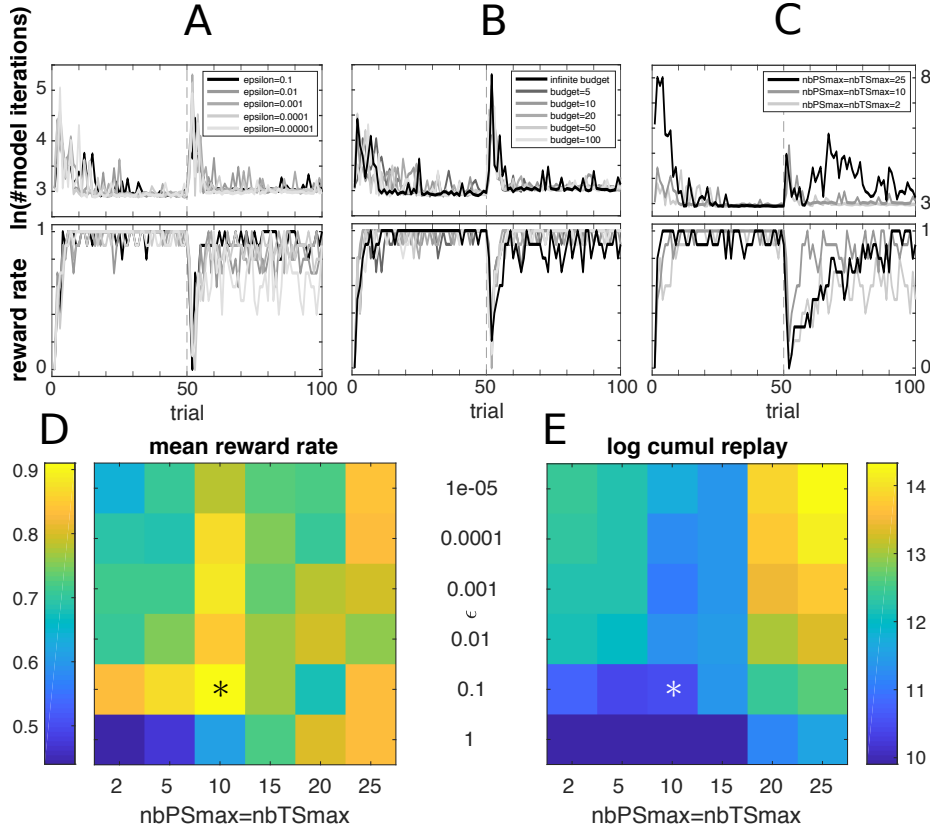 A B C
ln(#model iterations)
5
4
3
epsilon=0.1
epsilon=0.01
epsilon=0.001
epsilon=0.0001
epsilon=0.00001
infinite budget
budget=5
budget=10
budget=20
budget=50
budget=100
nbPSmax=nbTSmax=25
nbPSmax=nbTSmax=10
nbPSmax=nbTSmax=2
8
3
reward rate
1
0
1
0
0 50 100
0 50 100
0 50 100
trial trial trial
D
mean reward rate
0.9
0.8
0.7
0.6
0.5
2 5 10 15 20 25
nbPSmax=nbTSmax
*
1e-05
0.0001
0.001
ϵ
0.01
0.1
1
E
log cumul replay
*
14
13
12
11
10
2 5 10 15 20 25
nbPSmax=nbTSmax